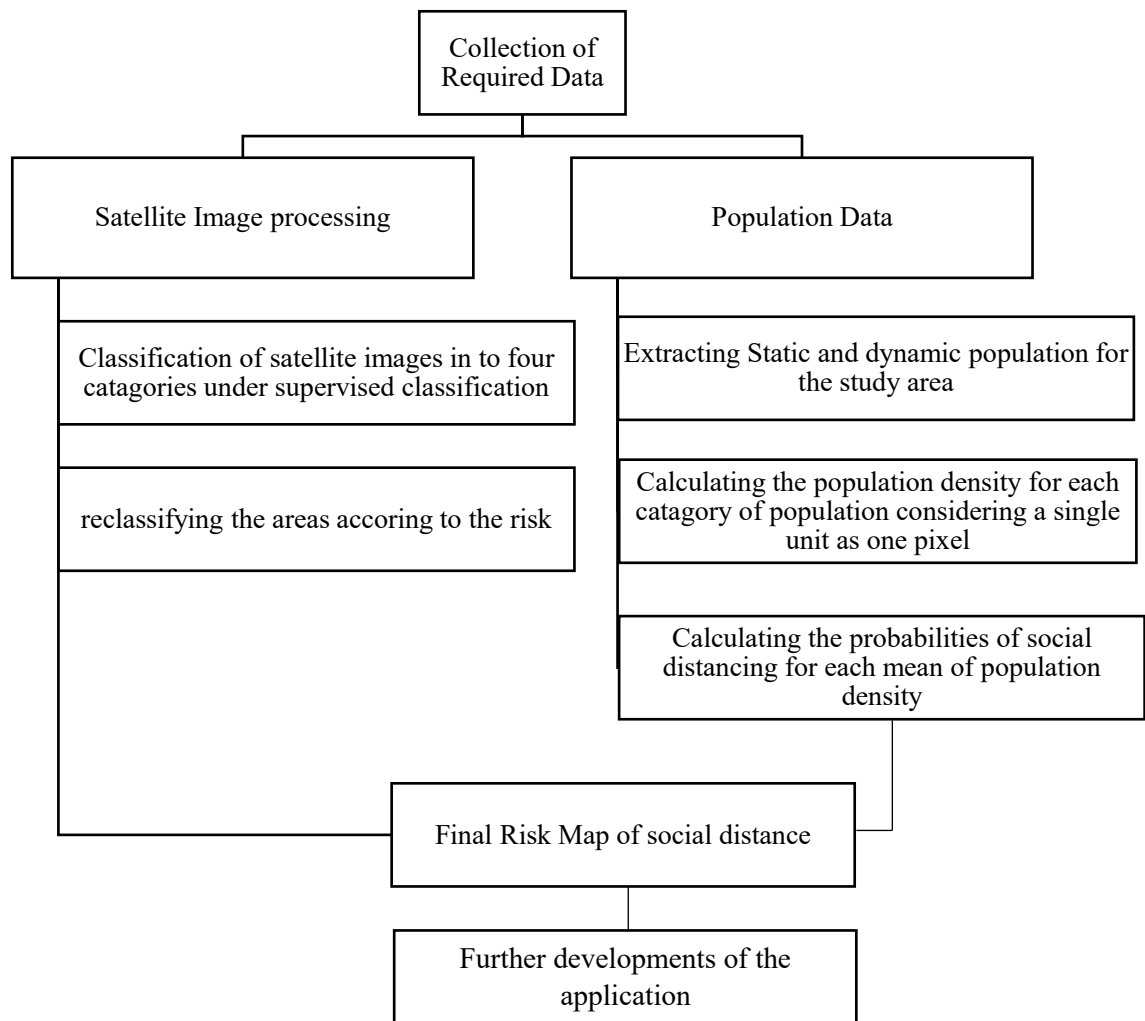 Collection of
Required Data
Satellite Image processing
Population Data
Classification of satellite images in to four
catagories under supervised classification
reclassifying the areas accoring to the risk
Extracting Static and dynamic population for
the study area
Calculating the population density for each
catagory of population considering a single
unit as one pixel
Calculating the probabilities of social
distancing for each mean of population
density
Final Risk Map of social distance
Further developments of the
application